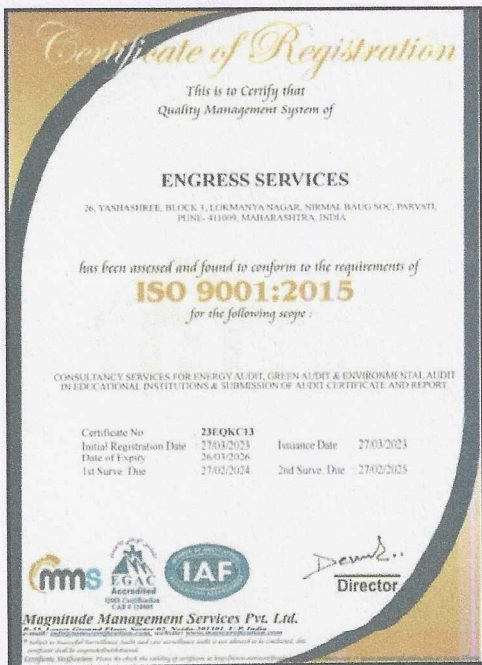 Certificate of Registration
This is to Certify that
Quality Management System of
ENGRESS SERVICES
26, YASHASHREE, BLOCK 1, LOKMANYA NAGAR, NIRMAL BAUG SOC, PARVATI,
PUNE- 411009, MAHARASHTRA, INDIA
has been assessed and found to conform to the requirements of
ISO 9001:2015
for the following scope :
CONSULTANCY SERVICES FOR ENERGY AUDIT, GREEN AUDIT & ENVIRONMENTAL AUDIT
IN EDUCATIONAL INSTITUTIONS & SUBMISSION OF AUDIT CERTIFICATE AND REPORT
Certificate No 23EQKC13
Initial Registration Date 27/03/2023 Issuance Date 27/03/2023
Date of Expiry 26/03/2026
1st Surve. Due 27/02/2024 2nd Surve. Due 27/02/2025
mms
EGAC
Accredited
QMS Certification
IAF
Director
Magnitude Management Services Pvt. Ltd.